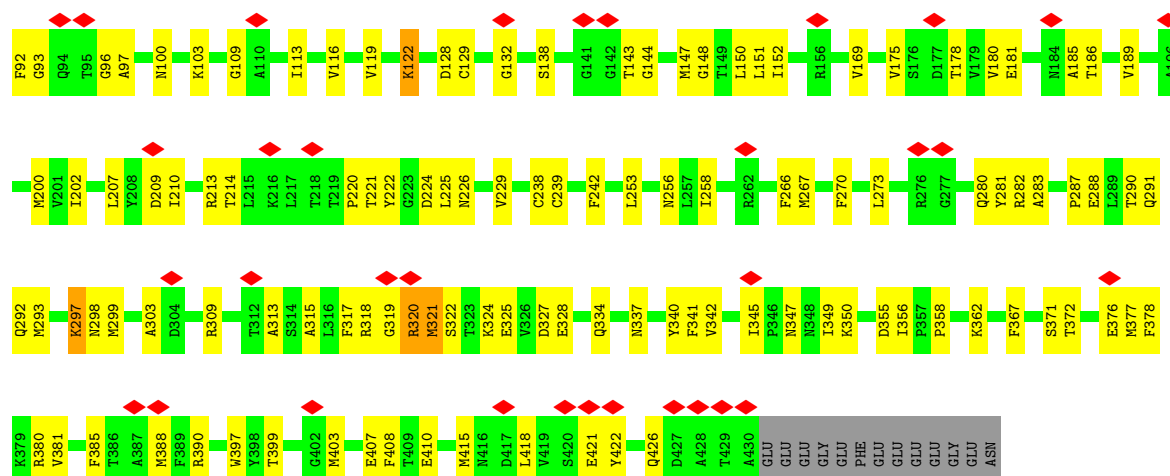 F92 G93 Q94 T95 G96 A97 N100 K103 G109 A110 I113 V116 V119 K122 D128 C129 G132 S138 G141 G142 T143 G144 M147 G148 T149 L150 L151 I152 R156 V169 V175 S176 D177 T178 V179 V180 E181 N184 A185 T186 V189 A196
M200 V201 I202 L207 Y208 D209 I210 R213 T214 L215 K216 L217 T218 T219 P220 T221 Y222 G223 D224 L225 N226 V229 C238 C239 F242 L253 N256 L257 I258 R262 F266 M267 F270 L273 R276 G277 Q280 Y281 R282 A283 P287 E288 L289 T290 Q291
Q292 M293 K297 N298 M299 A303 D304 R309 T312 A313 S314 A315 L316 F317 R318 G319 R320 M321 S322 T323 K324 E325 V326 D327 E328 Q334 N337 Y340 F341 V342 I345 P346 N347 N348 I349 K350 D355 I356 P357 P358 K362 F367 S371 T372 E376 M377 F378
K379 R380 V381 F385 T386 A387 M388 F389 R390 W397 Y398 T399 G402 M403 E407 F408 T409 E410 M415 N416 D417 L418 V419 S420 E421 Y422 Q426 D427 A428 T429 A430 GLU GLU GLU GLY GLU PHE GLU GLU GLU GLU GLY GLU ASN